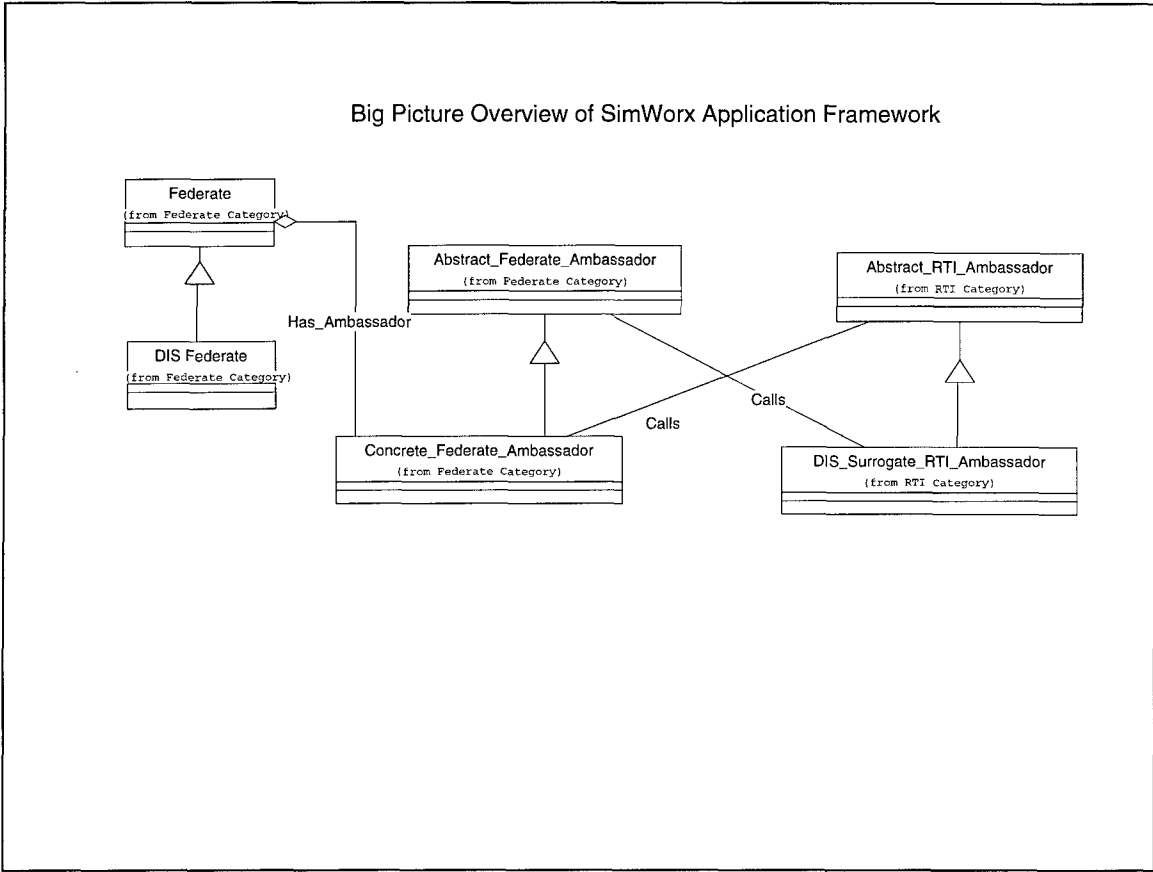 Big Picture Overview of SimWorx Application Framework
Federate
(from Federate Category)
Abstract_Federate_Ambassador
(from Federate Category)
Abstract_RTI_Ambassador
(from RTI Category)
Has_Ambassador
DIS Federate
(from Federate Category)
Calls
Calls
Concrete_Federate_Ambassador
(from Federate Category)
DIS_Surrogate_RTI_Ambassador
(from RTI Category)